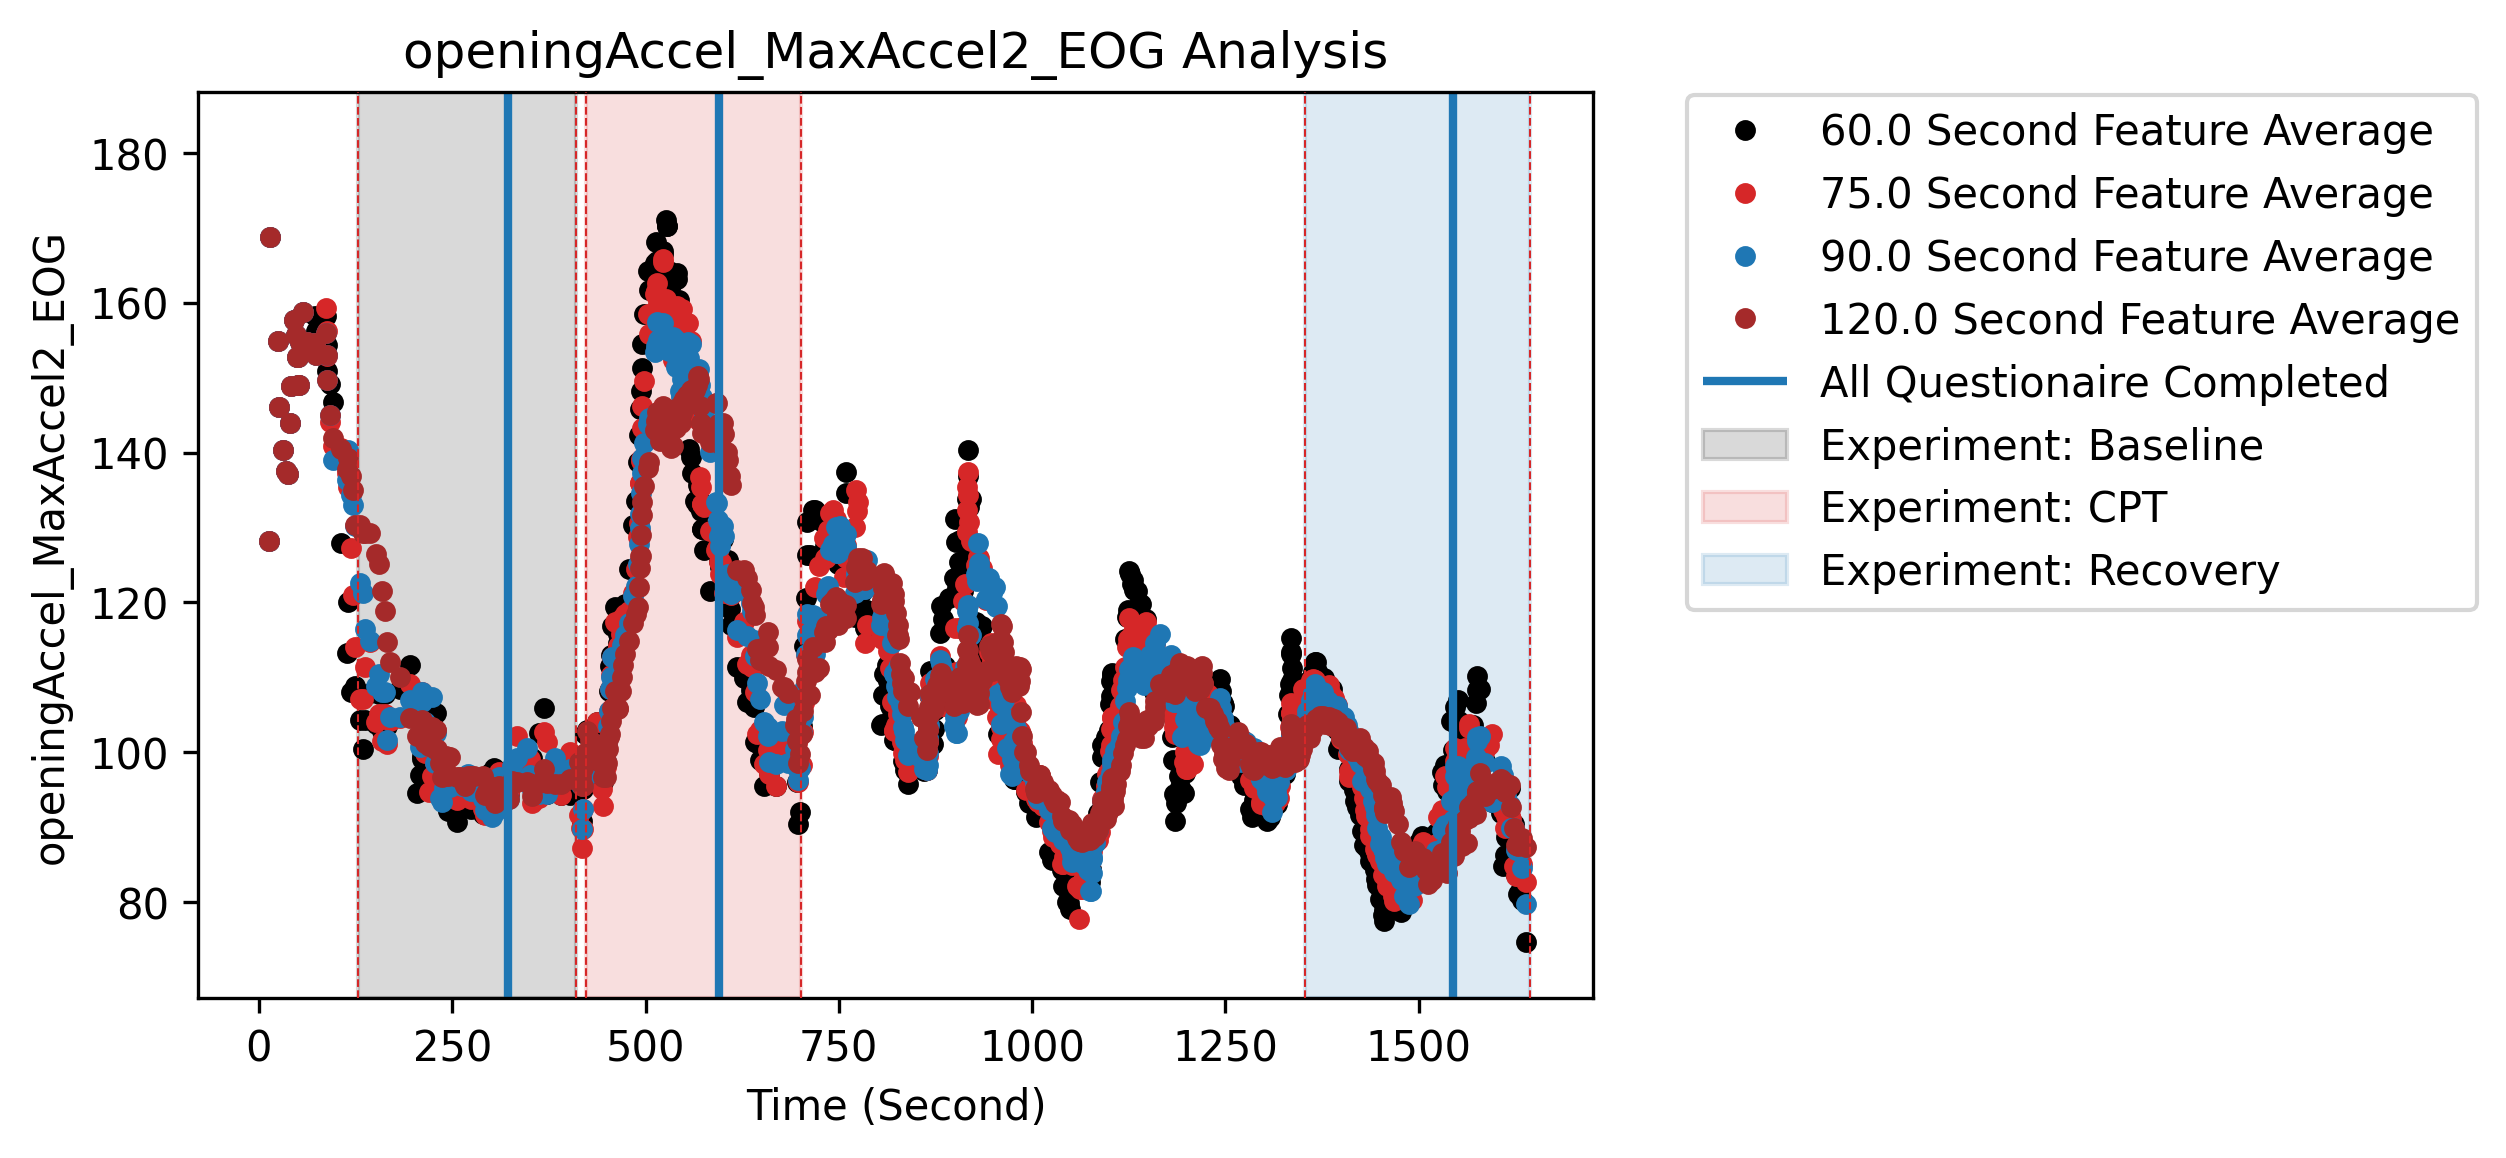 openingAccel_MaxAccel2_EOG Analysis
openingAccel_MaxAccel2_EOG
180
160
140
120
100
80
0 250 500 750 1000 1250 1500
Time (Second)
60.0 Second Feature Average
75.0 Second Feature Average
90.0 Second Feature Average
120.0 Second Feature Average
All Questionaire Completed
Experiment: Baseline
Experiment: CPT
Experiment: Recovery